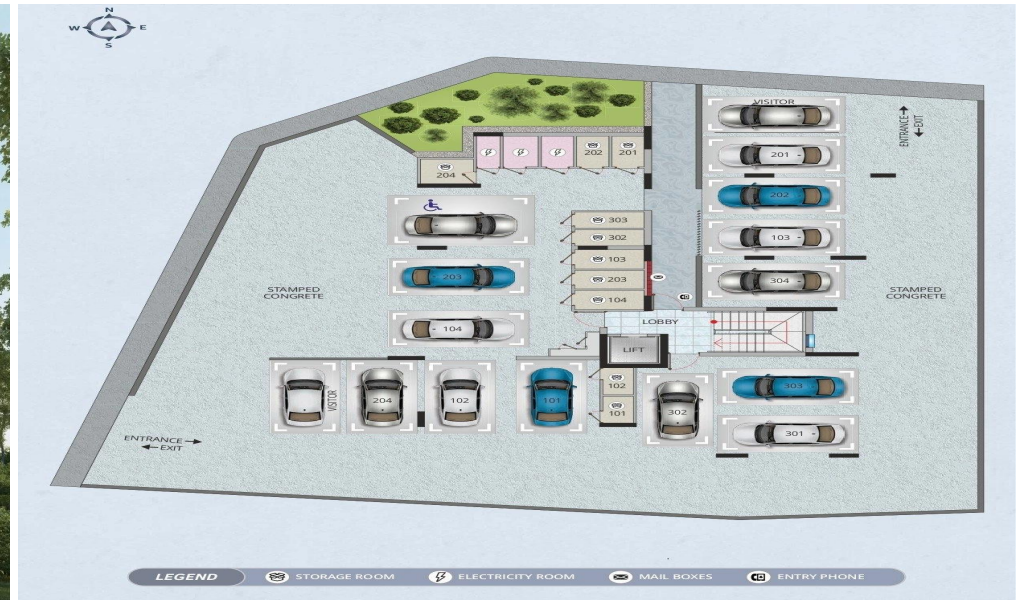 N
W E
S
VISITOR
ENTRANCE
EXIT
201
202
103
304
202
201
204
303
302
103
203
104
203
104
STAMPED
CONCRETE
STAMPED
CONCRETE
LOBBY
LIFT
VISITOR
204
102
101
102
101
302
303
301
ENTRANCE
EXIT
LEGEND STORAGE ROOM ELECTRICITY ROOM MAIL BOXES ENTRY PHONE